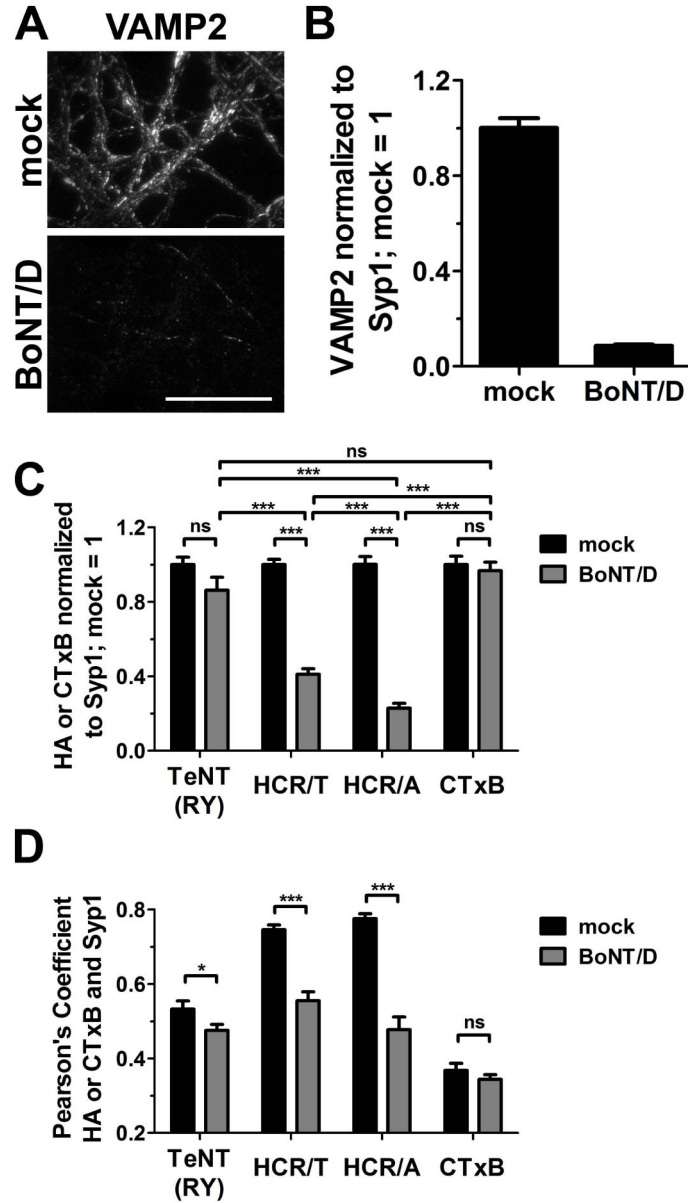 A
VAMP2
mock
BoNT/D
B
VAMP2 normalized to
Syp1; mock = 1
1.2
0.8
0.4
0.0
mock
BoNT/D
C
HA or CTxB normalized
to Syp1; mock = 1
1.2
0.8
0.4
0.0
ns
***
***
***
***
***
ns
***
***
ns
mock
BoNT/D
TeNT
(RY)
HCR/T
HCR/A
CTxB
D
Pearson's Coefficient
HA or CTxB and Syp1
0.8
0.6
0.4
0.2
*
***
***
ns
mock
BoNT/D
TeNT
(RY)
HCR/T
HCR/A
CTxB